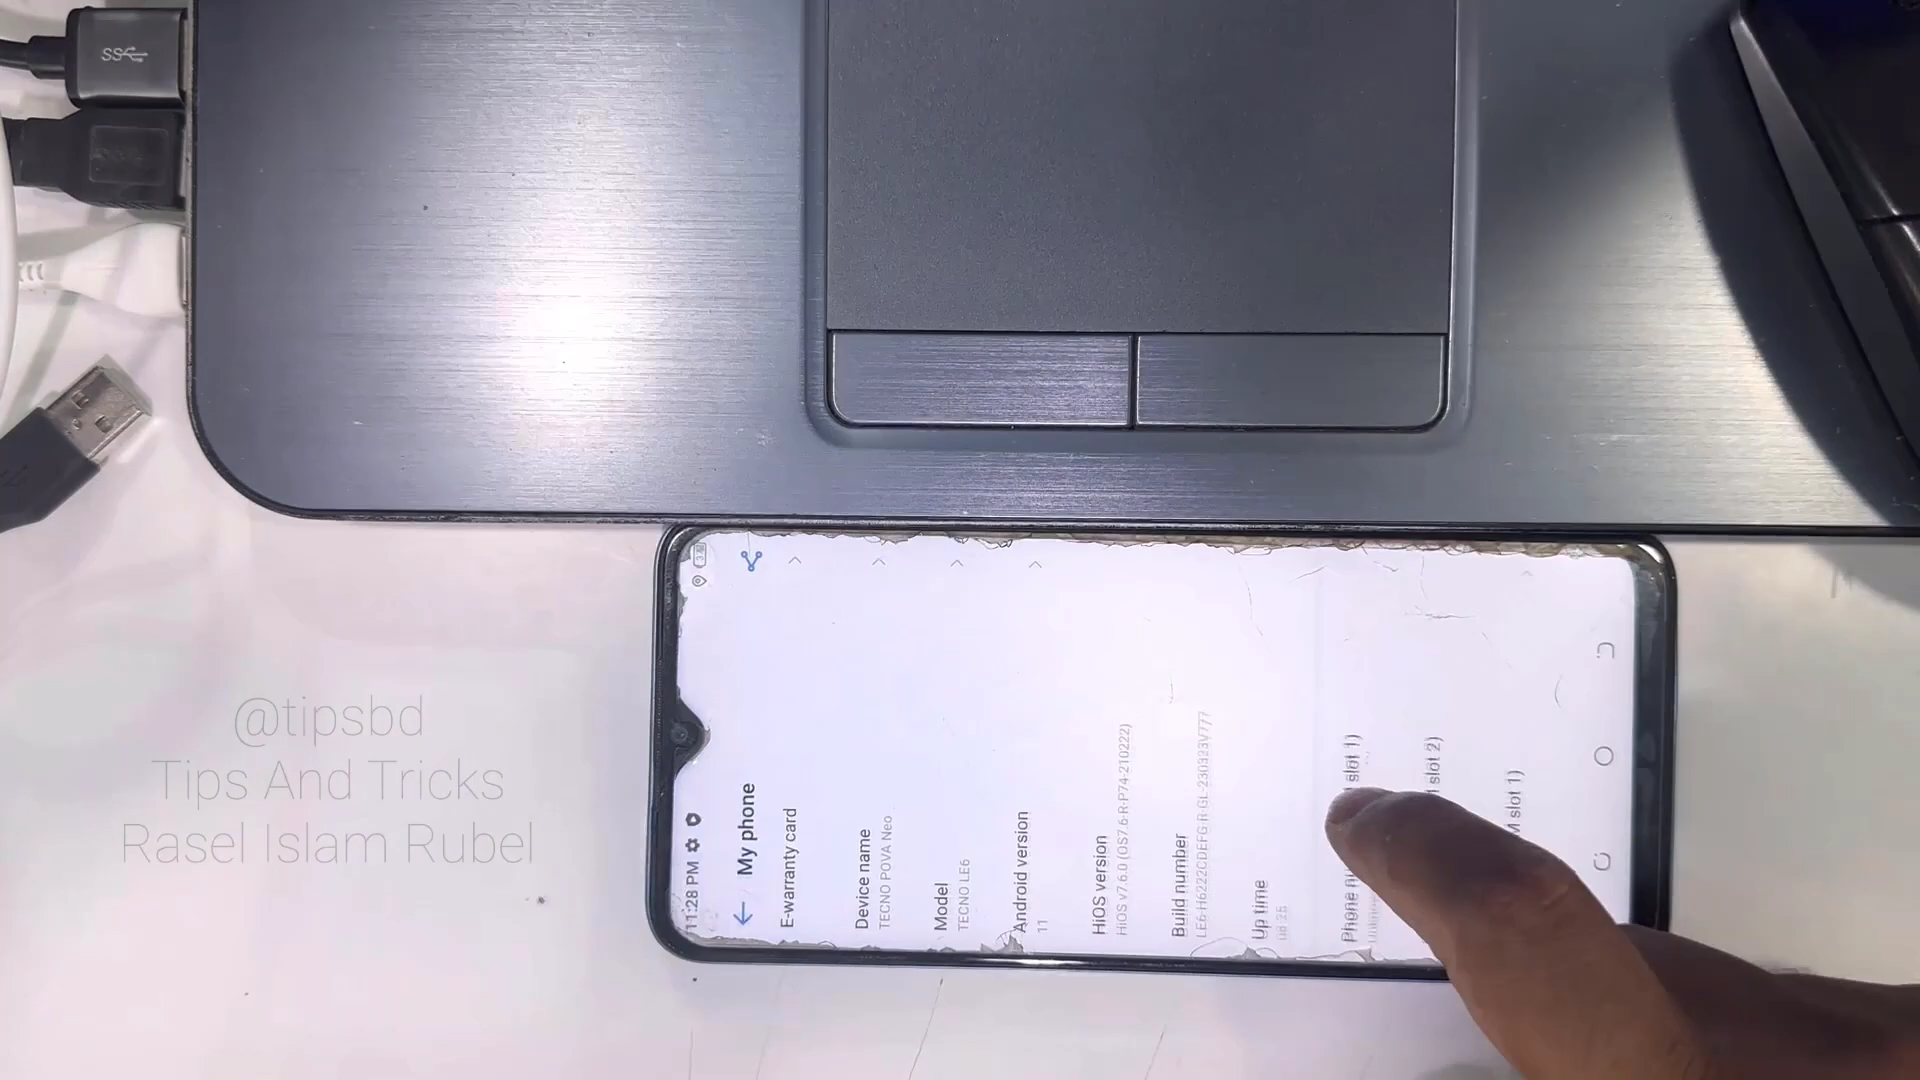 @tipsbd
Tips And Tricks
Rasel Islam Rubel
11:28 PM
My phone
E-warranty card
Device name
TECNO POVA Neo
Model
TECNO LE6
Android version
11
HiOS version
HiOS v7.6.0 (OS7.6-R-P74-210222)
Build number
LE6-H6222CDEFG-R-GL-230323V777
Up time
Phone slot 1)
slot 2)
slot 1)